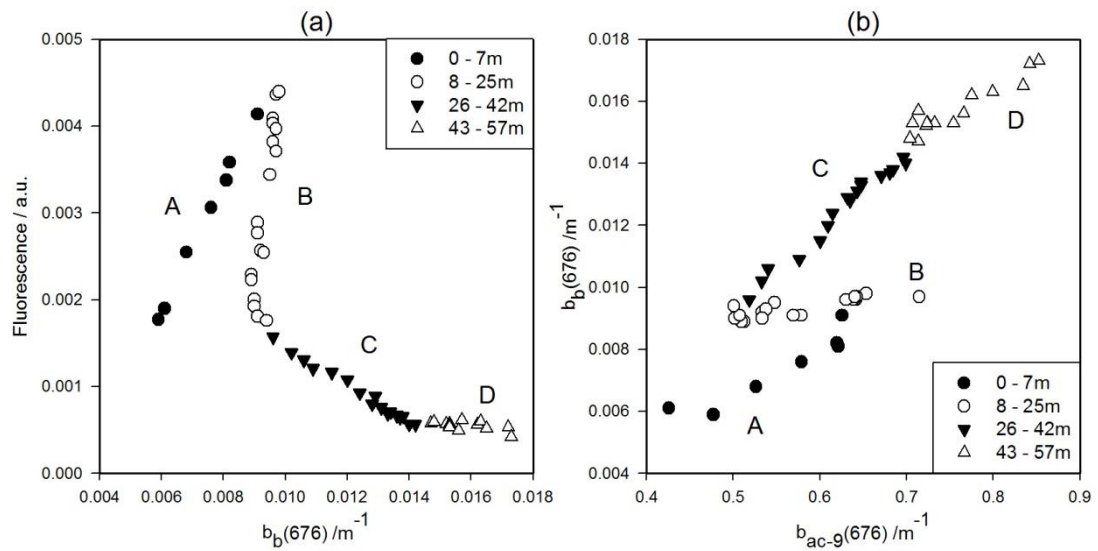 (a)
0.005
0.004
0.003
0.002
0.001
0.000
Fluorescence / a.u.
0 - 7m
8 - 25m
26 - 42m
43 - 57m
A
B
C
D
0.004 0.006 0.008 0.010 0.012 0.014 0.016 0.018
b_b(676) /m^-1
(b)
0.018
0.016
0.014
0.012
0.010
0.008
0.006
0.004
b_b(676) /m^-1
D
C
B
A
0 - 7m
8 - 25m
26 - 42m
43 - 57m
0.4 0.5 0.6 0.7 0.8 0.9
b_ac-9(676) /m^-1